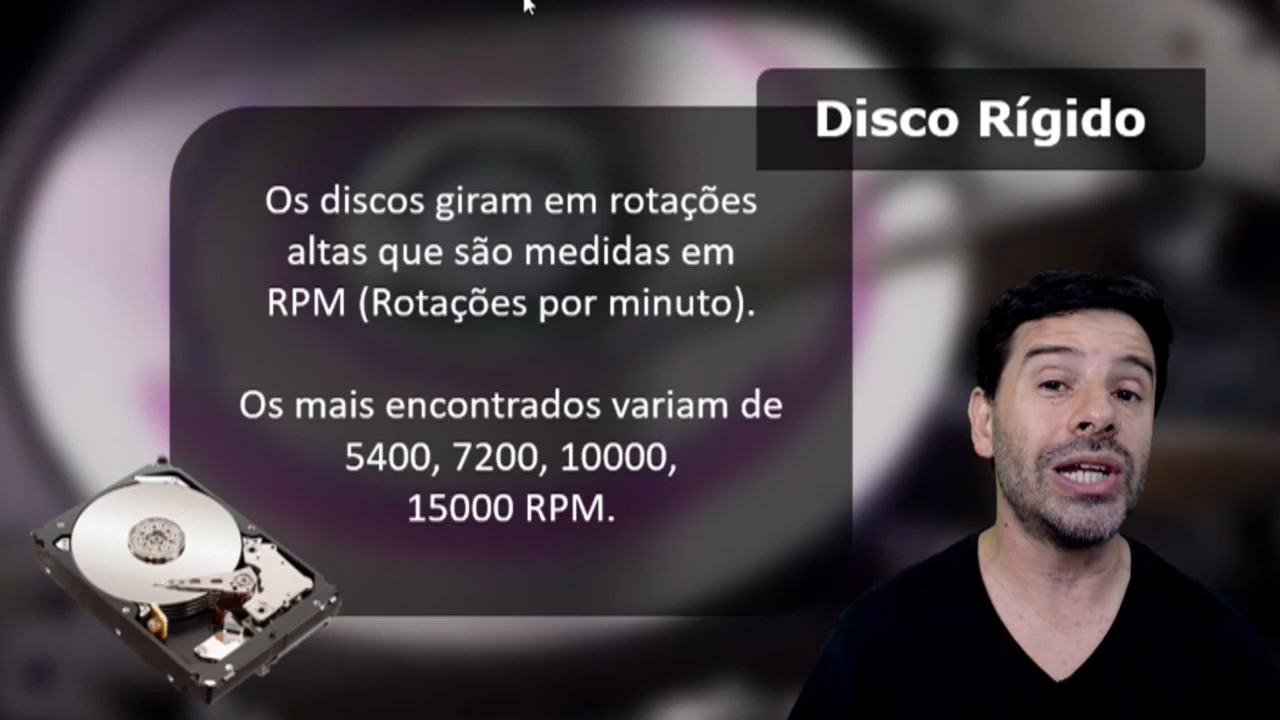 Disco Rígido
Os discos giram em rotações
altas que são medidas em
RPM (Rotações por minuto).
Os mais encontrados variam de
5400, 7200, 10000,
15000 RPM.